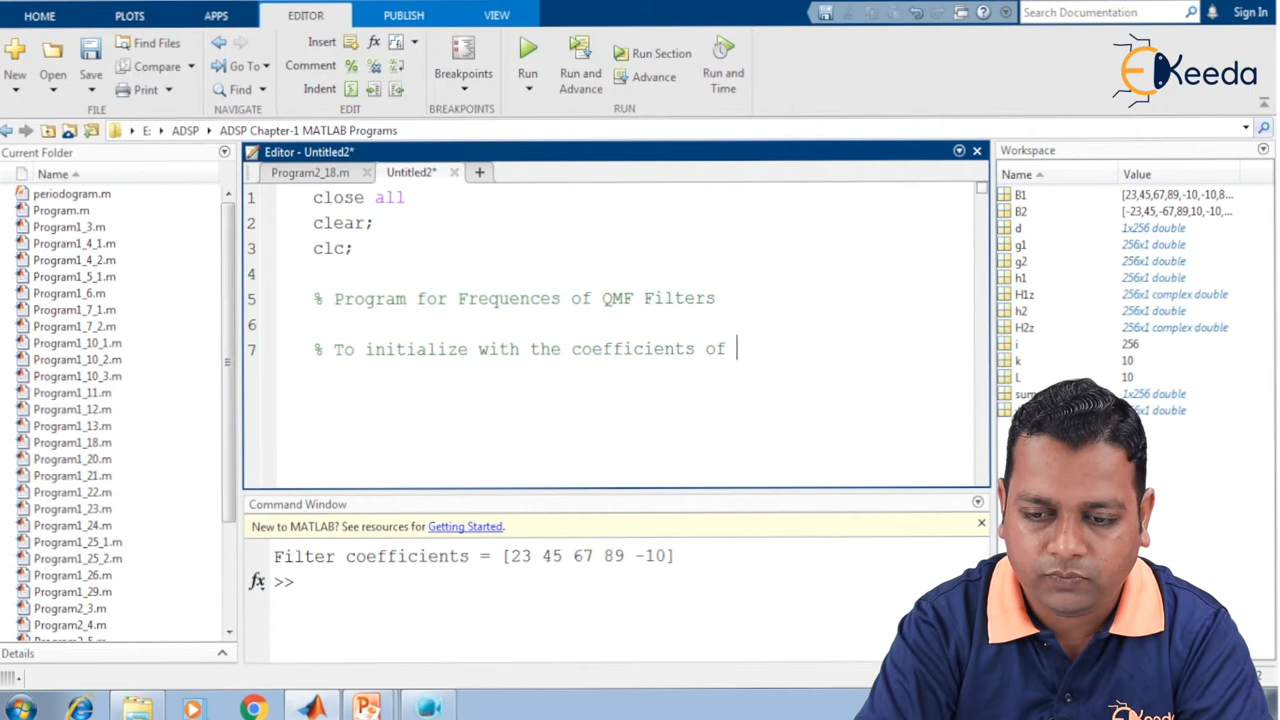 HOME PLOTS APPS EDITOR PUBLISH VIEW Search Documentation Sign In
New Open Save Find Files Compare Print
Go To Find
Insert fx
Comment
Indent
Breakpoints Run Run and Advance Run Section Advance Run and Time
FILE NAVIGATE EDIT BREAKPOINTS RUN
EKeeda
E: ADSP ADSP Chapter-1 MATLAB Programs
Current Folder
Name
periodogram.m
Program.m
Program1_3.m
Program1_4_1.m
Program1_4_2.m
Program1_5_1.m
Program1_6.m
Program1_7_1.m
Program1_7_2.m
Program1_10_1.m
Program1_10_2.m
Program1_10_3.m
Program1_11.m
Program1_12.m
Program1_13.m
Program1_18.m
Program1_20.m
Program1_21.m
Program1_22.m
Program1_23.m
Program1_24.m
Program1_25_1.m
Program1_25_2.m
Program1_26.m
Program1_29.m
Program2_3.m
Program2_4.m
Details
Editor - Untitled2*
Program2_18.m Untitled2*
1 close all
2 clear;
3 clc;
4
5 % Program for Frequences of QMF Filters
6
7 % To initialize with the coefficients of
Command Window
New to MATLAB? See resources for Getting Started.
Filter coefficients = [23 45 67 89 -10]
fx >>
Workspace
Name Value
B1 [23,45,67,89,-10,-10,8...
B2 [-23,45,-67,89,10,-10,...
d 1x256 double
g1 256x1 double
g2 256x1 double
h1 256x1 double
H1z 256x1 complex double
h2 256x1 double
H2z 256x1 complex double
i 256
k 10
L 10
sum 1x256 double
256x1 double
EKeeda